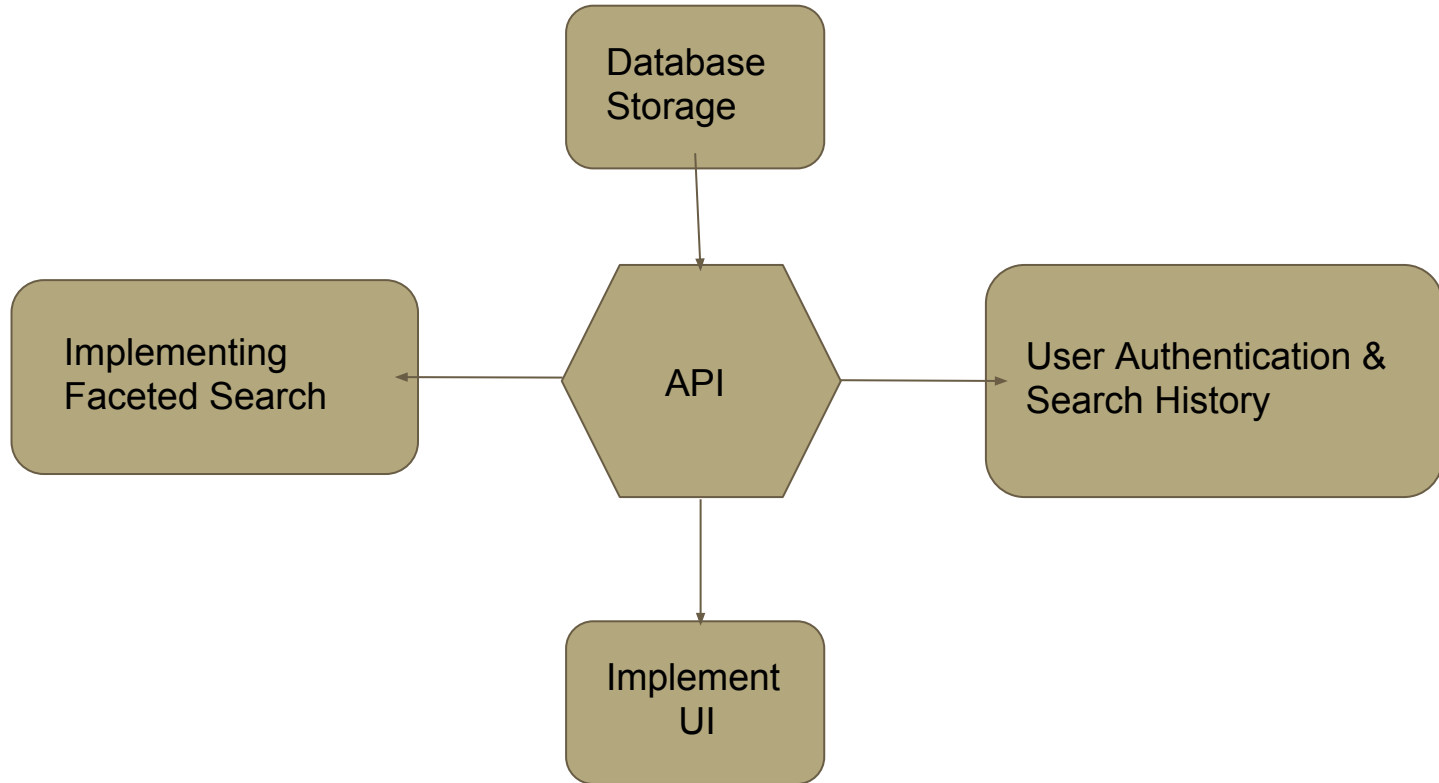 Database
Storage
Implementing
Faceted Search
API
User Authentication &
Search History
Implement
UI